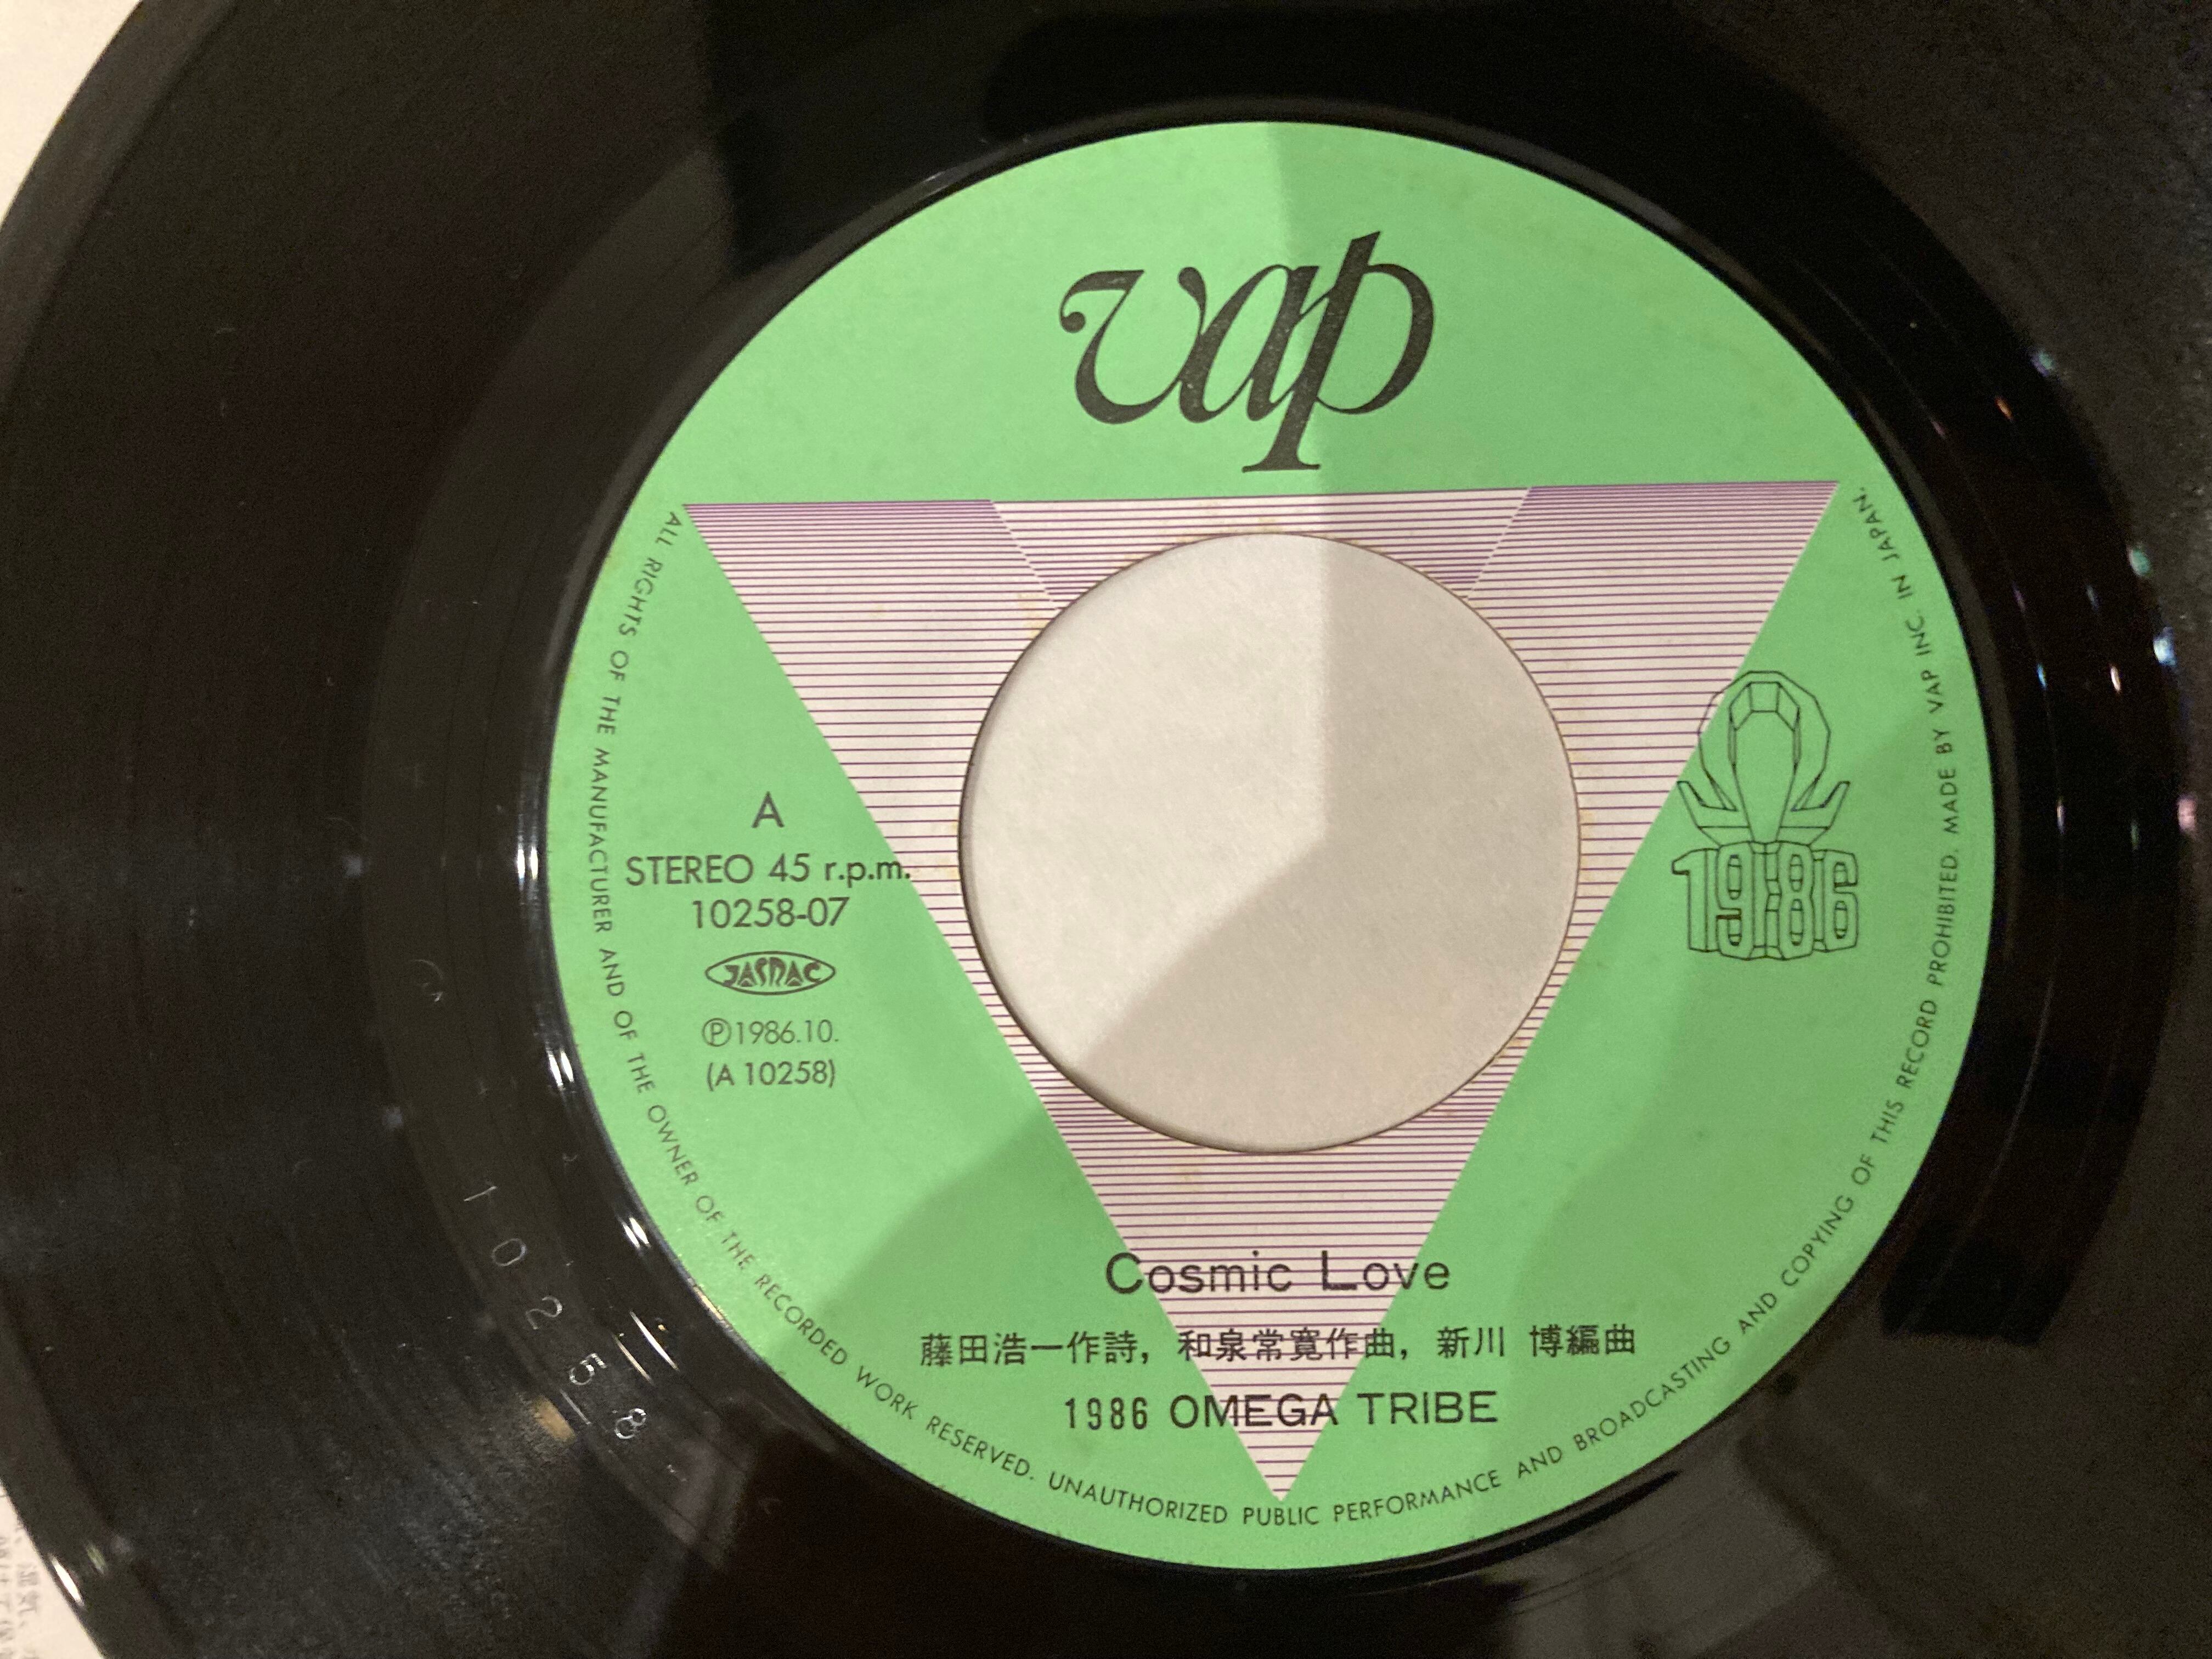 vap
ALL RIGHTS OF THE MANUFACTURER AND OF THE OWNER OF THE RECORDED WORK RESERVED. UNAUTHORIZED PUBLIC PERFORMANCE AND BROADCASTING AND COPYING OF THIS RECORD PROHIBITED. MADE BY VAP INC. IN JAPAN.
A
STEREO 45 r.p.m.
10258-07
JASRAC
Ⓟ1986.10.
(A 10258)
1986
Cosmic Love
藤田浩一作詩，和泉常寛作曲，新川 博編曲
1986 OMEGA TRIBE
10258
湿気、